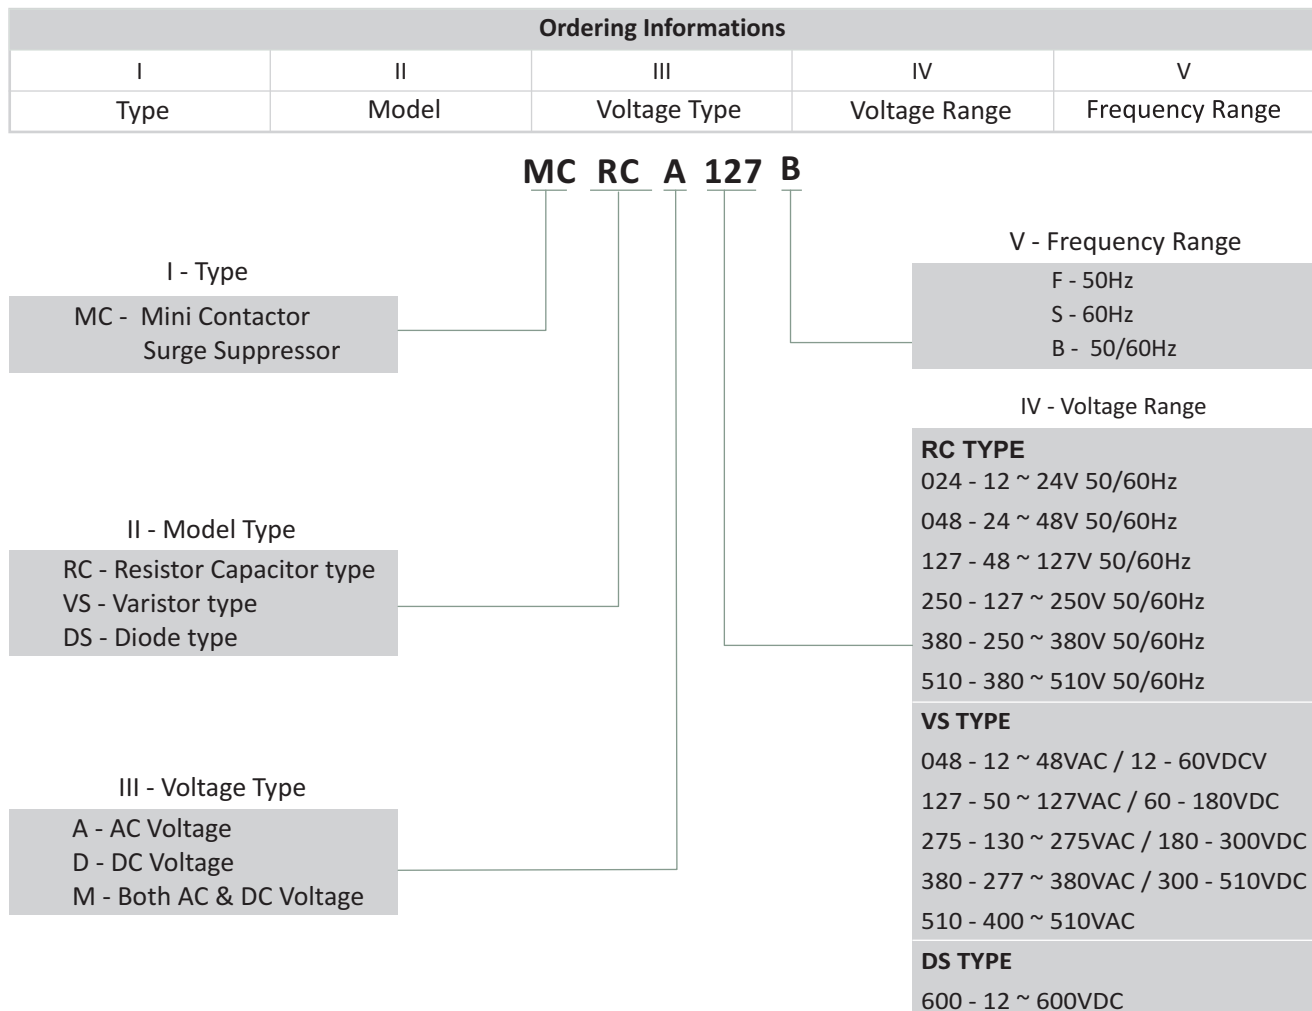 Ordering Informations
I II III IV V
Type Model Voltage Type Voltage Range Frequency Range
MC RC A 127 B
I - Type
MC - Mini Contactor
Surge Suppressor
II - Model Type
RC - Resistor Capacitor type
VS - Varistor type
DS - Diode type
III - Voltage Type
A - AC Voltage
D - DC Voltage
M - Both AC & DC Voltage
V - Frequency Range
F - 50Hz
S - 60Hz
B - 50/60Hz
IV - Voltage Range
RC TYPE
024 - 12 ~ 24V 50/60Hz
048 - 24 ~ 48V 50/60Hz
127 - 48 ~ 127V 50/60Hz
250 - 127 ~ 250V 50/60Hz
380 - 250 ~ 380V 50/60Hz
510 - 380 ~ 510V 50/60Hz
VS TYPE
048 - 12 ~ 48VAC / 12 - 60VDCV
127 - 50 ~ 127VAC / 60 - 180VDC
275 - 130 ~ 275VAC / 180 - 300VDC
380 - 277 ~ 380VAC / 300 - 510VDC
510 - 400 ~ 510VAC
DS TYPE
600 - 12 ~ 600VDC